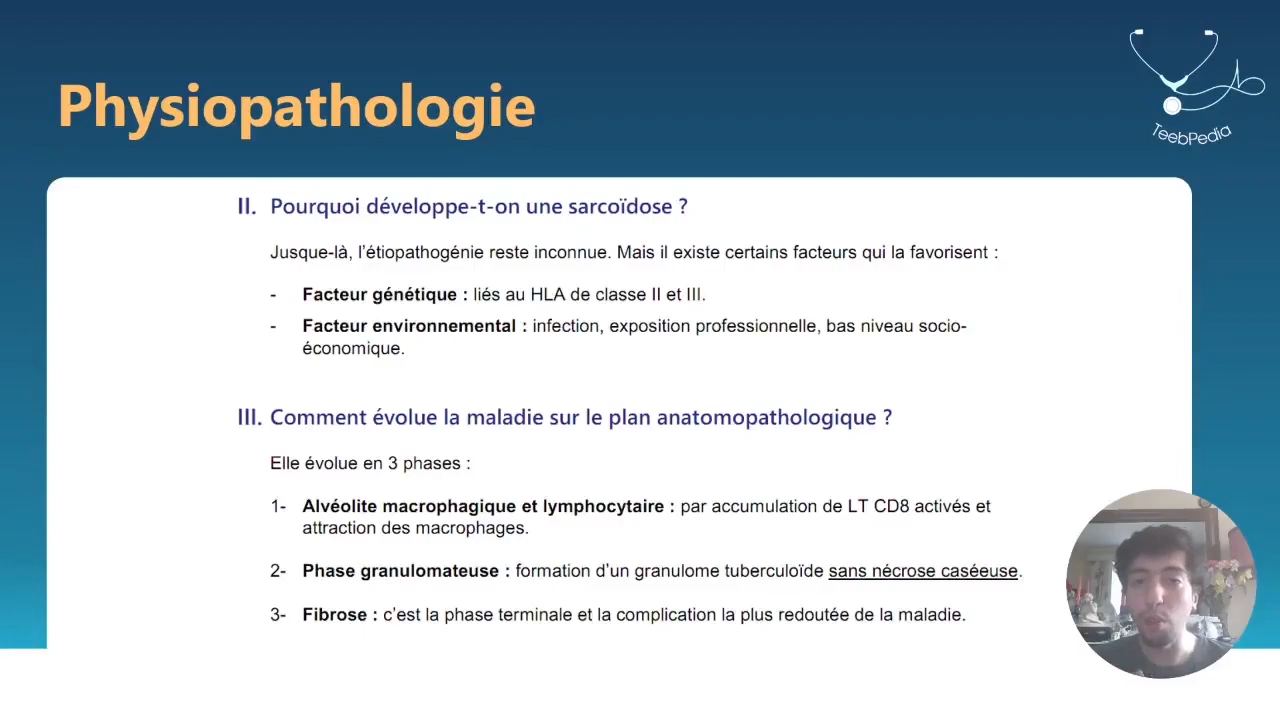 Physiopathologie
TeebPedia
II. Pourquoi développe-t-on une sarcoïdose ?
Jusque-là, l’étiopathogénie reste inconnue. Mais il existe certains facteurs qui la favorisent :
- Facteur génétique : liés au HLA de classe II et III.
- Facteur environnemental : infection, exposition professionnelle, bas niveau socio-
économique.
III. Comment évolue la maladie sur le plan anatomopathologique ?
Elle évolue en 3 phases :
1- Alvéolite macrophagique et lymphocytaire : par accumulation de LT CD8 activés et
attraction des macrophages.
2- Phase granulomateuse : formation d’un granulome tuberculoïde sans nécrose caséeuse.
3- Fibrose : c’est la phase terminale et la complication la plus redoutée de la maladie.